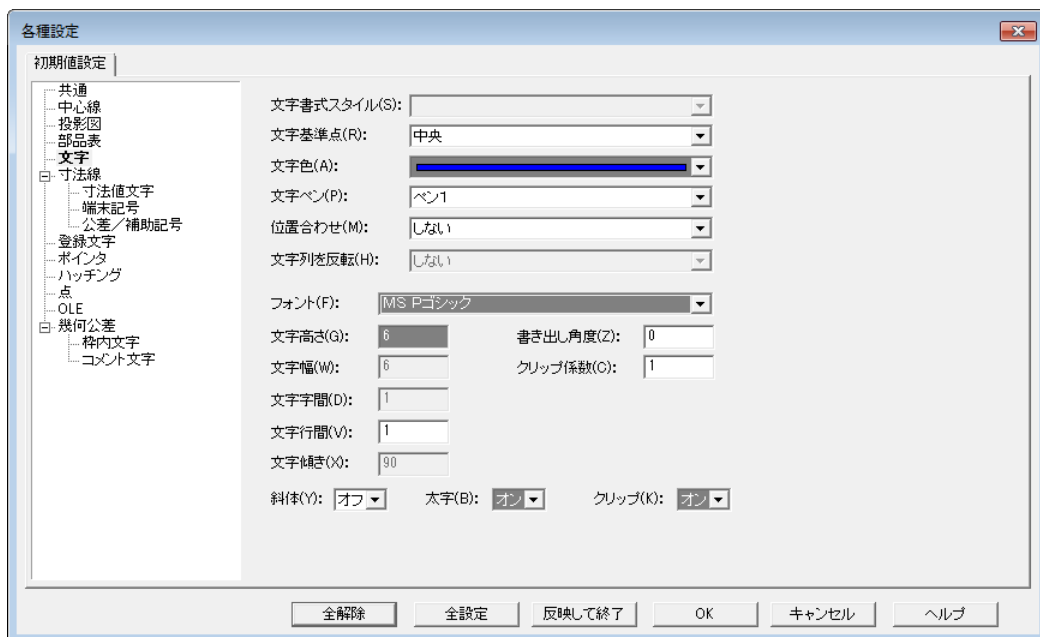 各種設定
初期値設定
共通
中心線
投影図
部品表
文字
寸法線
寸法値文字
端末記号
公差／補助記号
登録文字
ポインタ
ハッチング
点
OLE
幾何公差
枠内文字
コメント文字
文字書式スタイル(S):
文字基準点(R): 中央
文字色(A):
文字ペン(P): ペン1
位置合わせ(M): しない
文字列を反転(H): しない
フォント(F): MS Pゴシック
文字高さ(G): 6 書き出し角度(Z): 0
文字幅(W): 6 クリップ係数(C): 1
文字字間(D): 1
文字行間(V): 1
文字傾き(X): 90
斜体(Y): オフ 太字(B): オン クリップ(K): オン
全解除 全設定 反映して終了 OK キャンセル ヘルプ